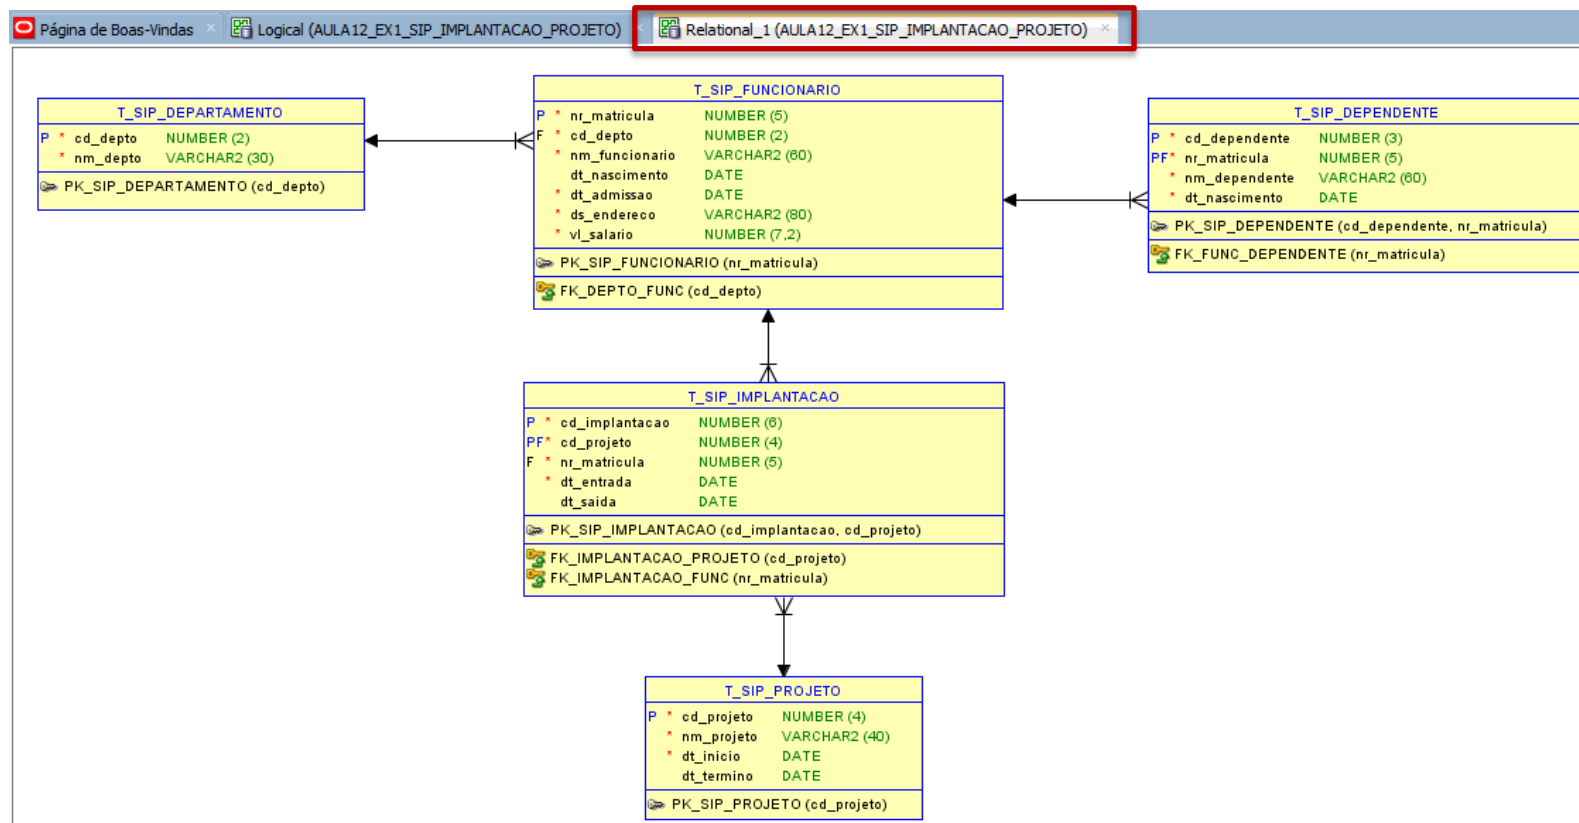 Página de Boas-Vindas × Logical (AULA12_EX1_SIP_IMPLANTACAO_PROJETO) × Relational_1 (AULA12_EX1_SIP_IMPLANTACAO_PROJETO) ×
T_SIP_DEPARTAMENTO
P * cd_depto NUMBER (2)
* nm_depto VARCHAR2 (30)
PK_SIP_DEPARTAMENTO (cd_depto)
T_SIP_FUNCIONARIO
P * nr_matricula NUMBER (5)
F * cd_depto NUMBER (2)
* nm_funcionario VARCHAR2 (60)
dt_nascimento DATE
* dt_admissao DATE
* ds_endereco VARCHAR2 (80)
* vl_salario NUMBER (7,2)
PK_SIP_FUNCIONARIO (nr_matricula)
FK_DEPTO_FUNC (cd_depto)
T_SIP_DEPENDENTE
P * cd_dependente NUMBER (3)
PF* nr_matricula NUMBER (5)
* nm_dependente VARCHAR2 (60)
* dt_nascimento DATE
PK_SIP_DEPENDENTE (cd_dependente, nr_matricula)
FK_FUNC_DEPENDENTE (nr_matricula)
T_SIP_IMPLANTACAO
P * cd_implantacao NUMBER (6)
PF* cd_projeto NUMBER (4)
F * nr_matricula NUMBER (5)
* dt_entrada DATE
dt_saida DATE
PK_SIP_IMPLANTACAO (cd_implantacao, cd_projeto)
FK_IMPLANTACAO_PROJETO (cd_projeto)
FK_IMPLANTACAO_FUNC (nr_matricula)
T_SIP_PROJETO
P * cd_projeto NUMBER (4)
* nm_projeto VARCHAR2 (40)
* dt_inicio DATE
dt_termino DATE
PK_SIP_PROJETO (cd_projeto)